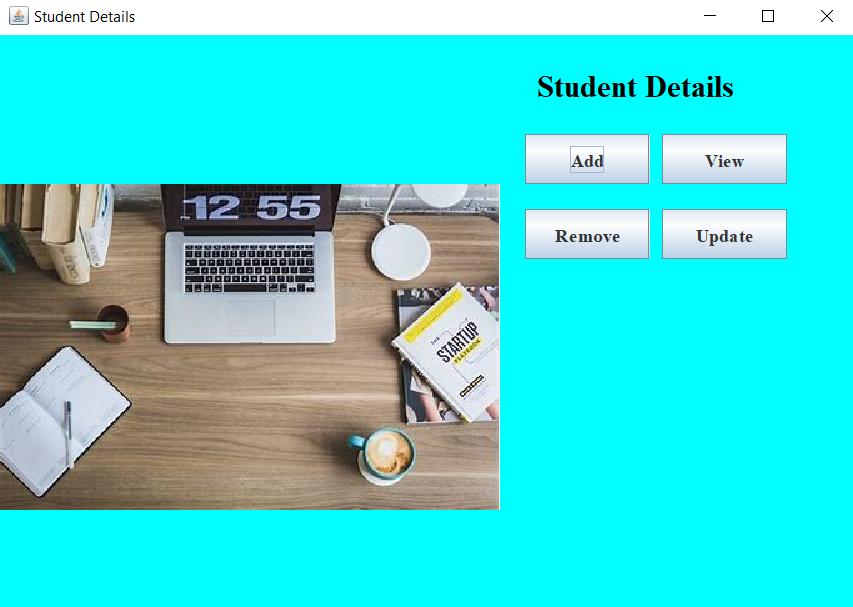 Student Details
Student Details
Add
View
Remove
Update
12 55
STARTUP